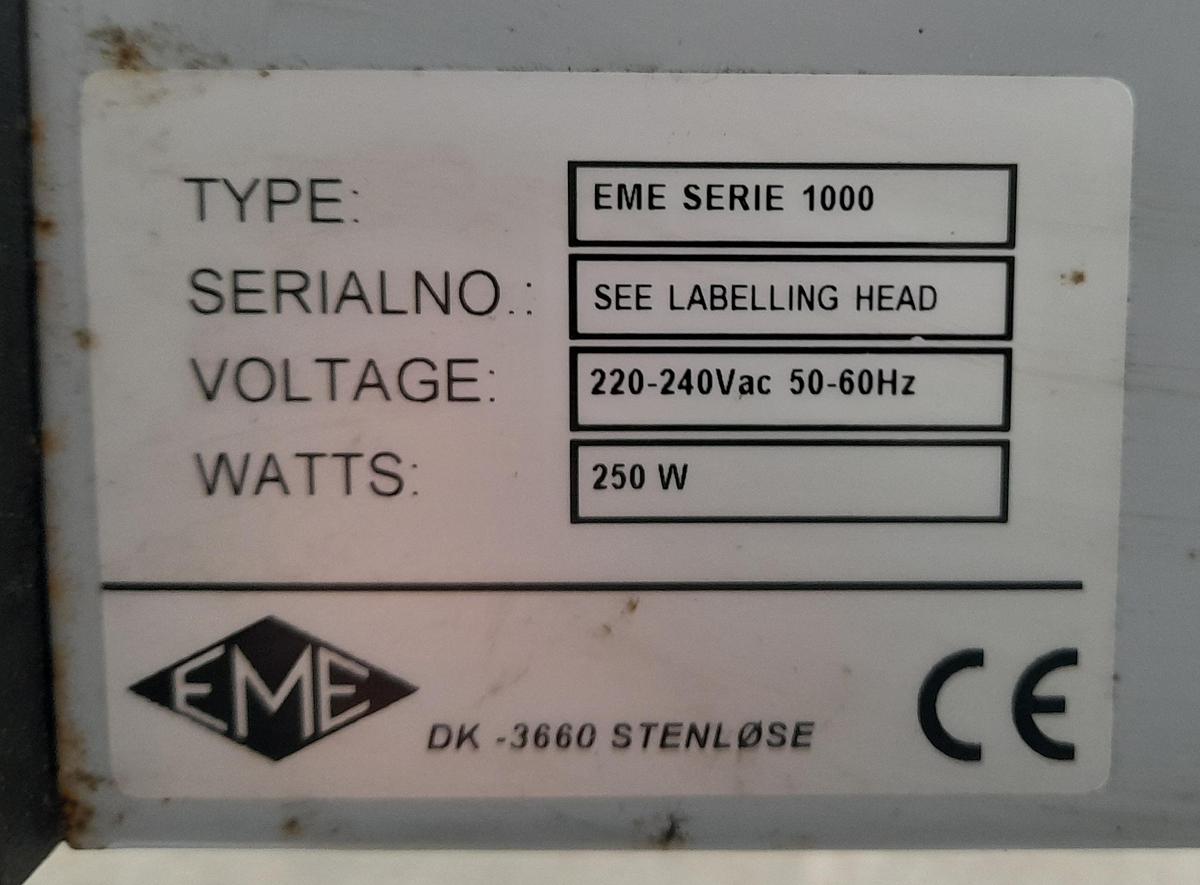 TYPE: EME SERIE 1000
SERIALNO.: SEE LABELLING HEAD
VOLTAGE: 220-240Vac 50-60Hz
WATTS: 250 W
EME DK -3660 STENLØSE CE